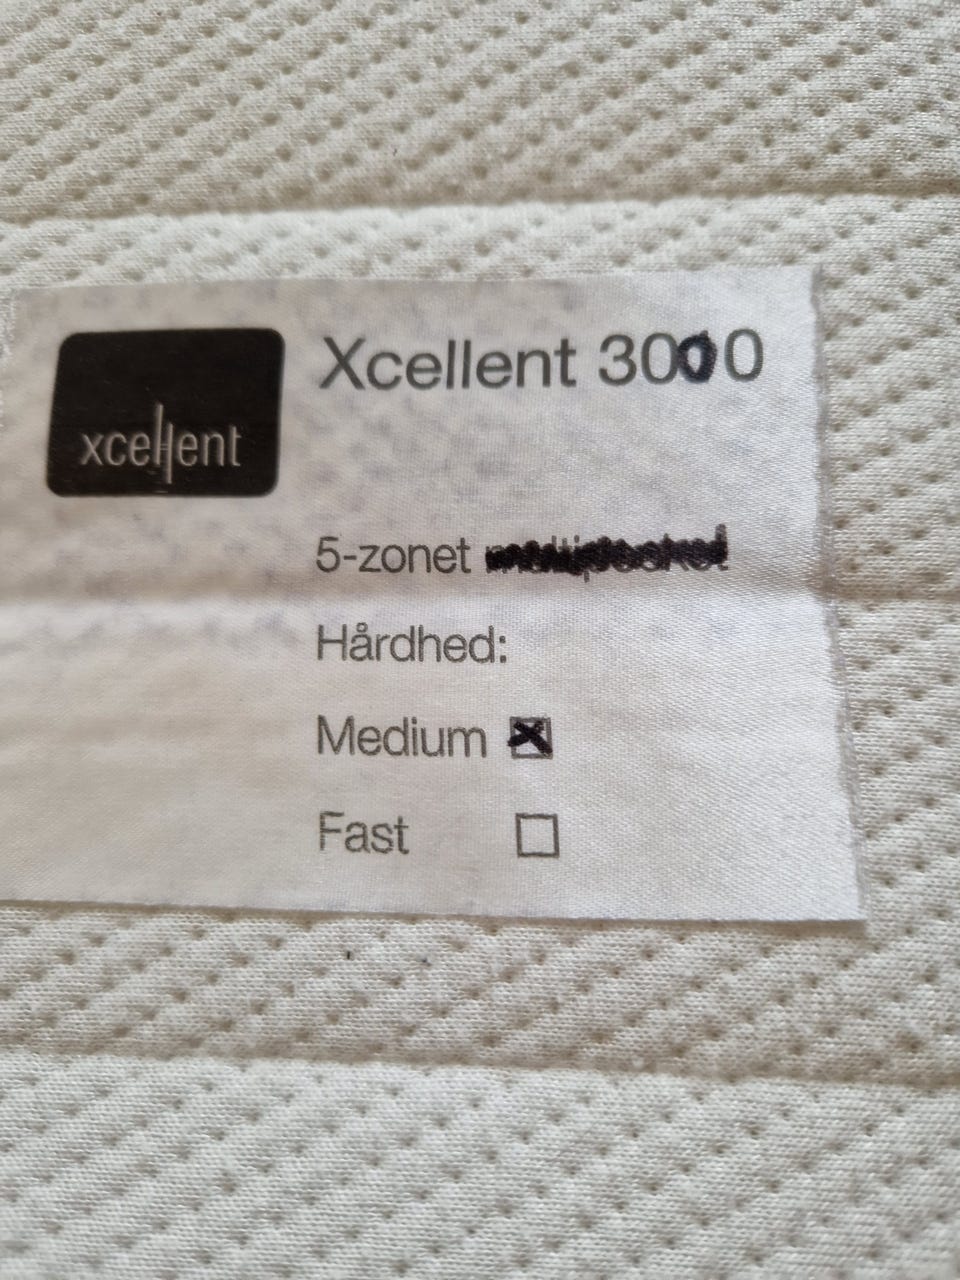 xcellent
Xcellent 3000
5-zonet
Hårdhed:
Medium
Fast